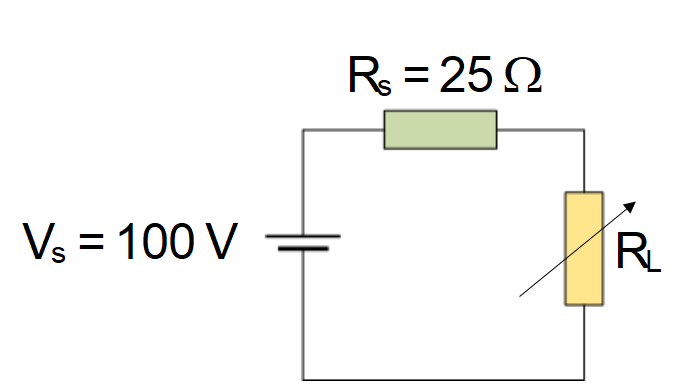 Rs = 25 Ω
Vs = 100 V
RL